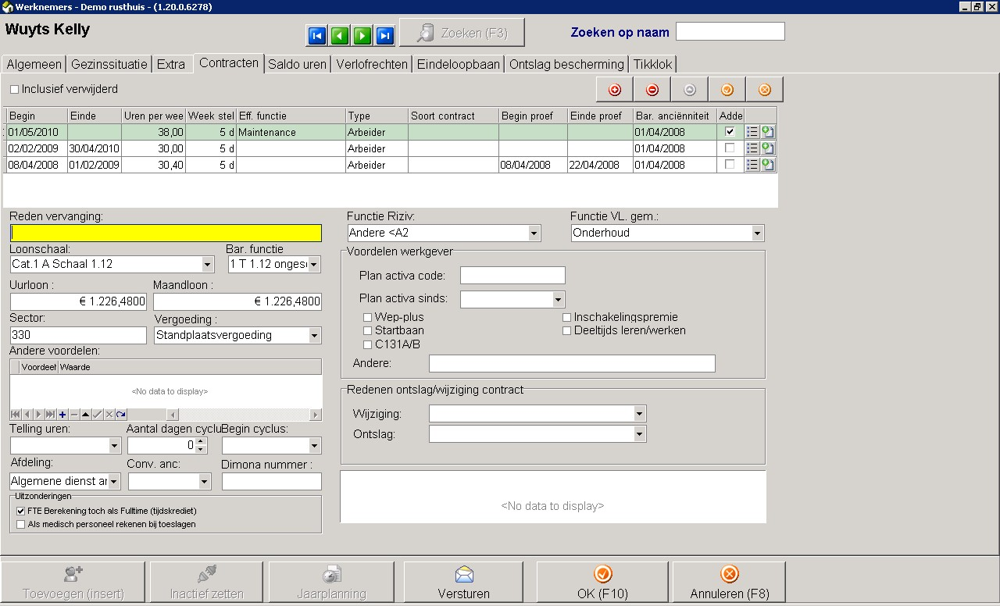 Werknemers - Demo rusthuis - (1.20.0.6278)
Wuyts Kelly
Zoeken (F3)
Zoeken op naam
Algemeen Gezinssituatie Extra Contracten Saldo uren Verlofrechten Eindeloopbaan Ontslag bescherming Tikklok
Inclusief verwijderd
Begin Einde Uren per wee Week stel Eff. functie Type Soort contract Begin proef Einde proef Bar. anciënniteit Adde
01/05/2010 38,00 5 d Maintenance Arbeider 01/04/2008
02/02/2009 30/04/2010 30,00 5 d Arbeider 01/04/2008
08/04/2008 01/02/2009 30,40 5 d Arbeider 08/04/2008 22/04/2008 01/04/2008
Reden vervanging:
Loonschaal: Bar. functie
Cat.1 A Schaal 1.12 1 T 1.12 onges
Uurloon : Maandloon :
€ 1.226,4800 € 1.226,4800
Sector: Vergoeding :
330 Standplaatsvergoeding
Andere voordelen:
Voordeel Waarde
<No data to display>
Telling uren: Aantal dagen cyclu Begin cyclus:
0
Afdeling: Conv. anc: Dimona nummer :
Algemene dienst ar
Uitzonderingen
FTE Berekening toch als Fulltime (tijdskrediet)
Als medisch personeel rekenen bij toeslagen
Functie Riziv: Functie VL. gem.:
Andere <A2 Onderhoud
Voordelen werkgever
Plan activa code:
Plan activa sinds:
Wep-plus Inschakelingspremie
Startbaan Deeltijds leren/werken
C131A/B
Andere:
Redenen ontslag/wijziging contract
Wijziging:
Ontslag:
<No data to display>
Toevoegen (insert) Inactief zetten Jaarplanning Versturen OK (F10) Annuleren (F8)